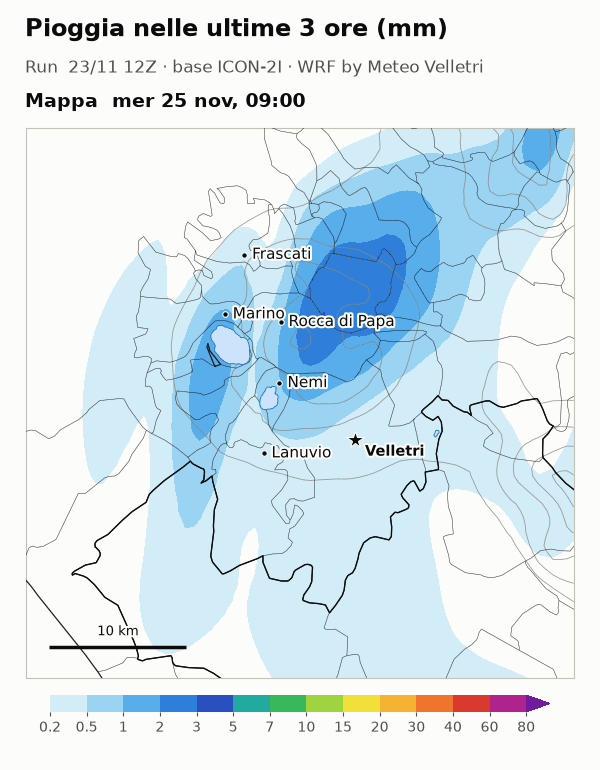 Pioggia nelle ultime 3 ore (mm)
Run  23/11 12Z · base ICON-2I · WRF by Meteo Velletri
Mappa  mer 25 nov, 09:00
Frascati
Marino
Rocca di Papa
Nemi
Velletri
Lanuvio
10 km
0.2 0.5 1 2 3 5 7 10 15 20 30 40 60 80